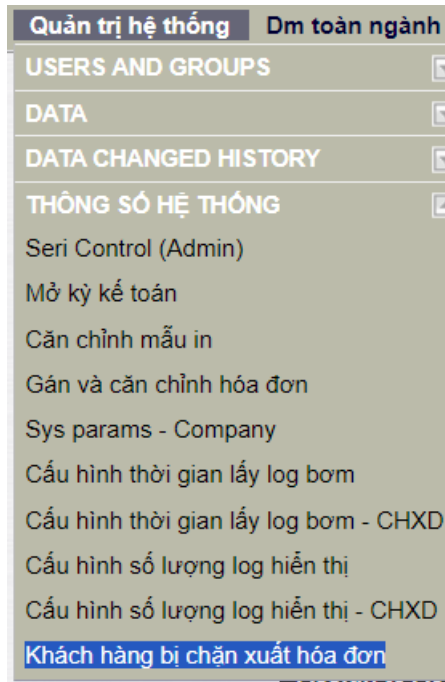 Quản trị hệ thống Dm toàn ngành
USERS AND GROUPS
DATA
DATA CHANGED HISTORY
THÔNG SỐ HỆ THỐNG
Seri Control (Admin)
Mở kỳ kế toán
Căn chỉnh mẫu in
Gán và căn chỉnh hóa đơn
Sys params - Company
Cấu hình thời gian lấy log bơm
Cấu hình thời gian lấy log bơm - CHXD
Cấu hình số lượng log hiển thị
Cấu hình số lượng log hiển thị - CHXD
Khách hàng bị chặn xuất hóa đơn